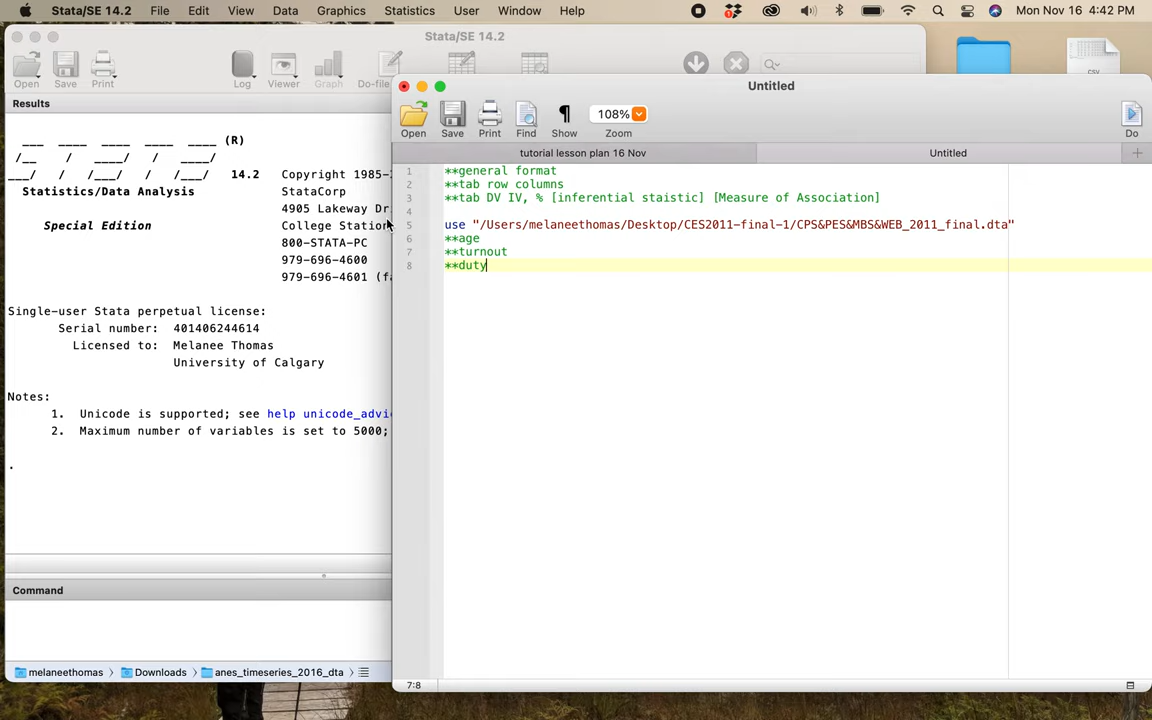 Stata/SE 14.2 File Edit View Data Graphics Statistics User Window Help Mon Nov 16 4:42 PM
Stata/SE 14.2
Open Save Print Log Viewer Graph Do-file
CSV
Results
(R)
14.2 Copyright 1985-
Statistics/Data Analysis StataCorp
4905 Lakeway Dr
Special Edition College Station
800-STATA-PC
979-696-4600
979-696-4601 (fa
Single-user Stata perpetual license:
Serial number: 401406244614
Licensed to: Melanee Thomas
University of Calgary
Notes:
1. Unicode is supported; see help unicode_advi
2. Maximum number of variables is set to 5000;
.
Command
melaneethomas Downloads anes_timeseries_2016_dta
Untitled
108%
Open Save Print Find Show Zoom Do
tutorial lesson plan 16 Nov Untitled
1 **general format
2 **tab row columns
3 **tab DV IV, % [inferential staistic] [Measure of Association]
4
5 use "/Users/melaneethomas/Desktop/CES2011-final-1/CPS&PES&MBS&WEB_2011_final.dta"
6 **age
7 **turnout
8 **duty
7:8